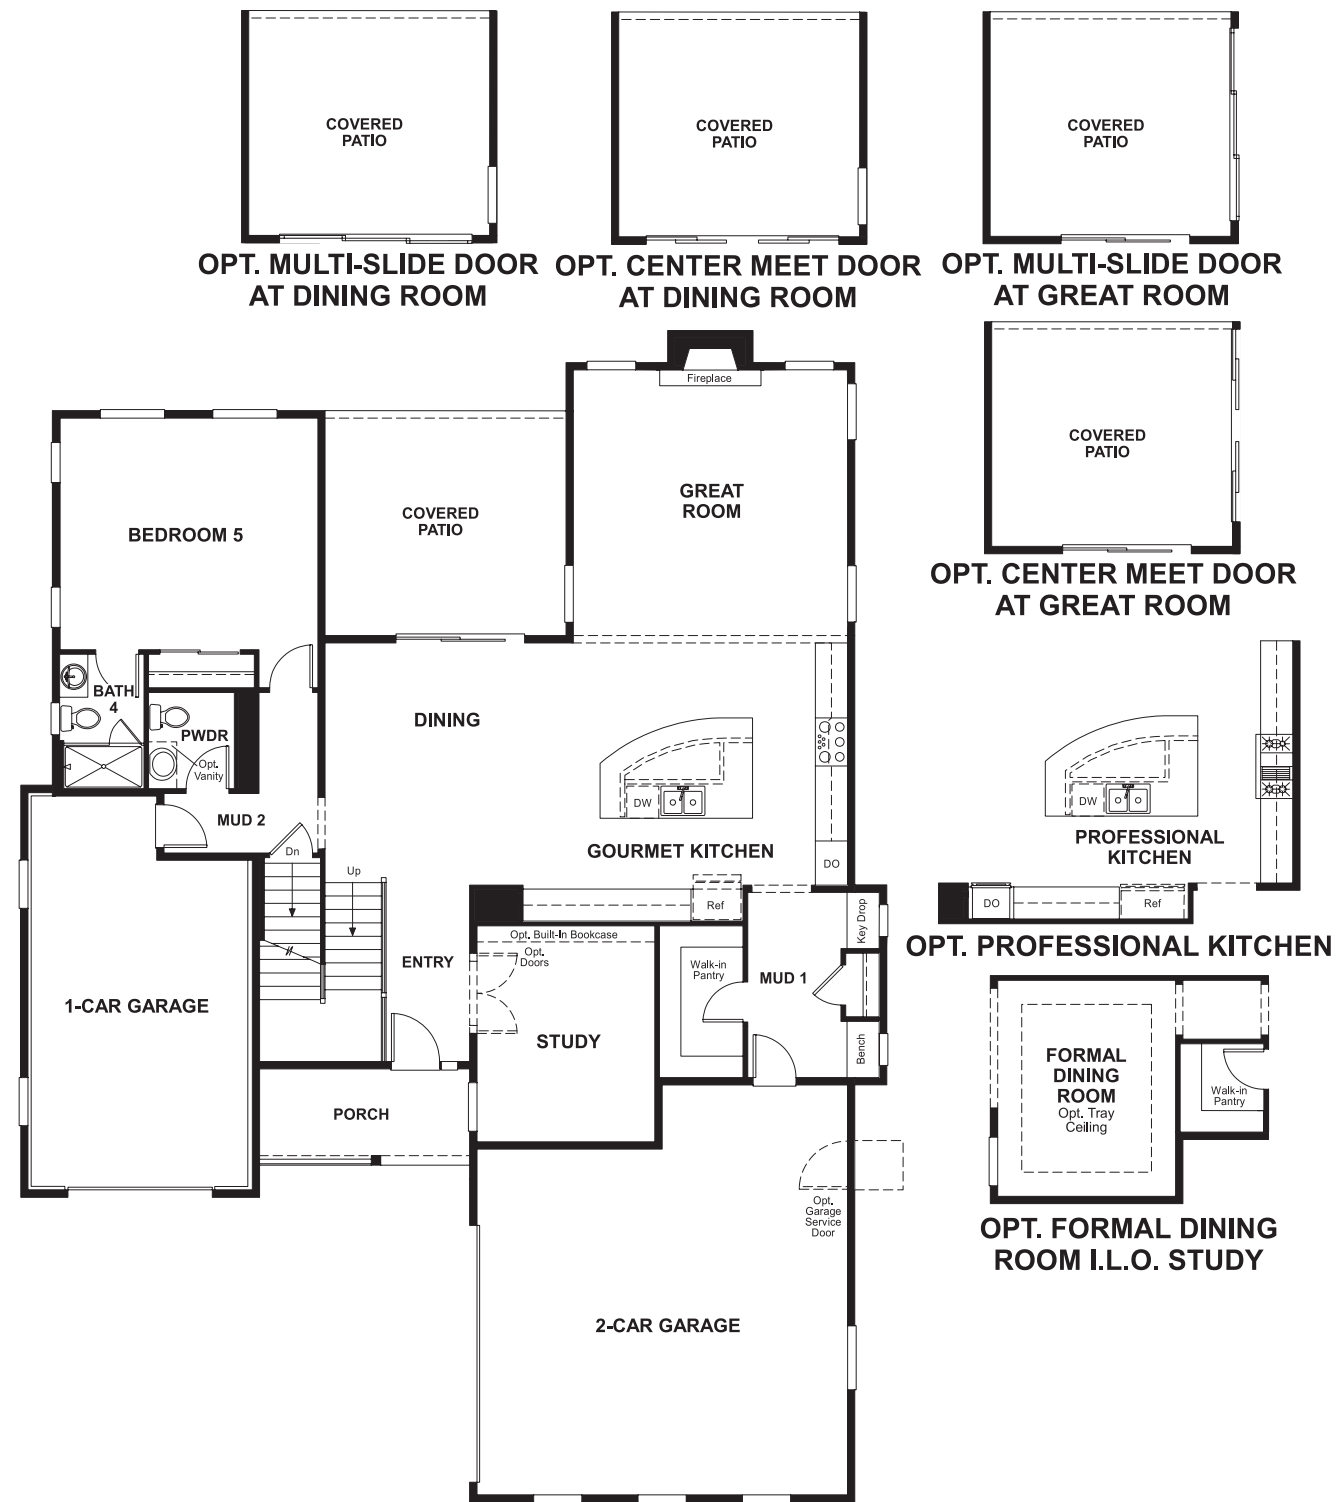 COVERED
PATIO
OPT. MULTI-SLIDE DOOR
AT DINING ROOM
COVERED
PATIO
OPT. CENTER MEET DOOR
AT DINING ROOM
COVERED
PATIO
OPT. MULTI-SLIDE DOOR
AT GREAT ROOM
COVERED
PATIO
OPT. CENTER MEET DOOR
AT GREAT ROOM
Fireplace
GREAT
ROOM
COVERED
PATIO
BEDROOM 5
BATH
4
PWDR
Opt.
Vanity
DINING
DW
GOURMET KITCHEN
DO
MUD 2
Dn
Up
Ref
Key Drop
Opt. Built-In Bookcase
Opt.
Doors
ENTRY
Walk-in
Pantry
MUD 1
Bench
STUDY
1-CAR GARAGE
PORCH
Opt.
Garage
Service
Door
2-CAR GARAGE
DW
PROFESSIONAL
KITCHEN
DO
Ref
OPT. PROFESSIONAL KITCHEN
FORMAL
DINING
ROOM
Opt. Tray
Ceiling
Walk-in
Pantry
OPT. FORMAL DINING
ROOM I.L.O. STUDY